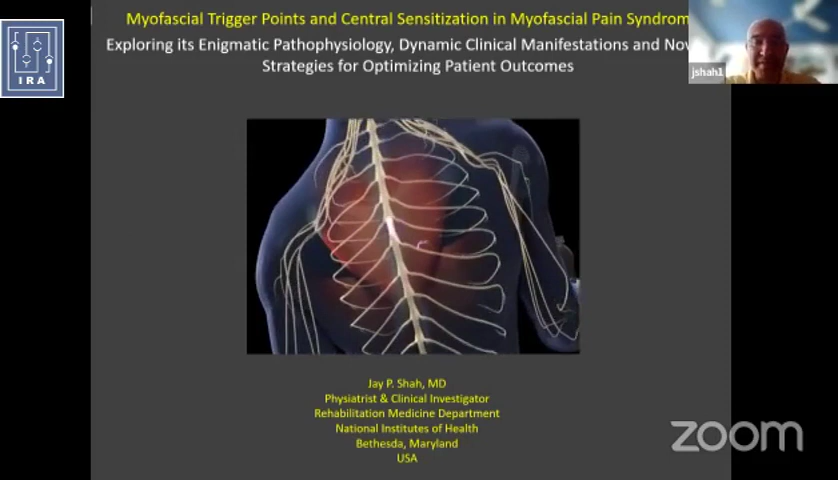 Myofascial Trigger Points and Central Sensitization in Myofascial Pain Syndrom
Exploring its Enigmatic Pathophysiology, Dynamic Clinical Manifestations and Nov
Strategies for Optimizing Patient Outcomes
IRA
jshah1
Jay P. Shah, MD
Physiatrist & Clinical Investigator
Rehabilitation Medicine Department
National Institutes of Health
Bethesda, Maryland
USA
zoom